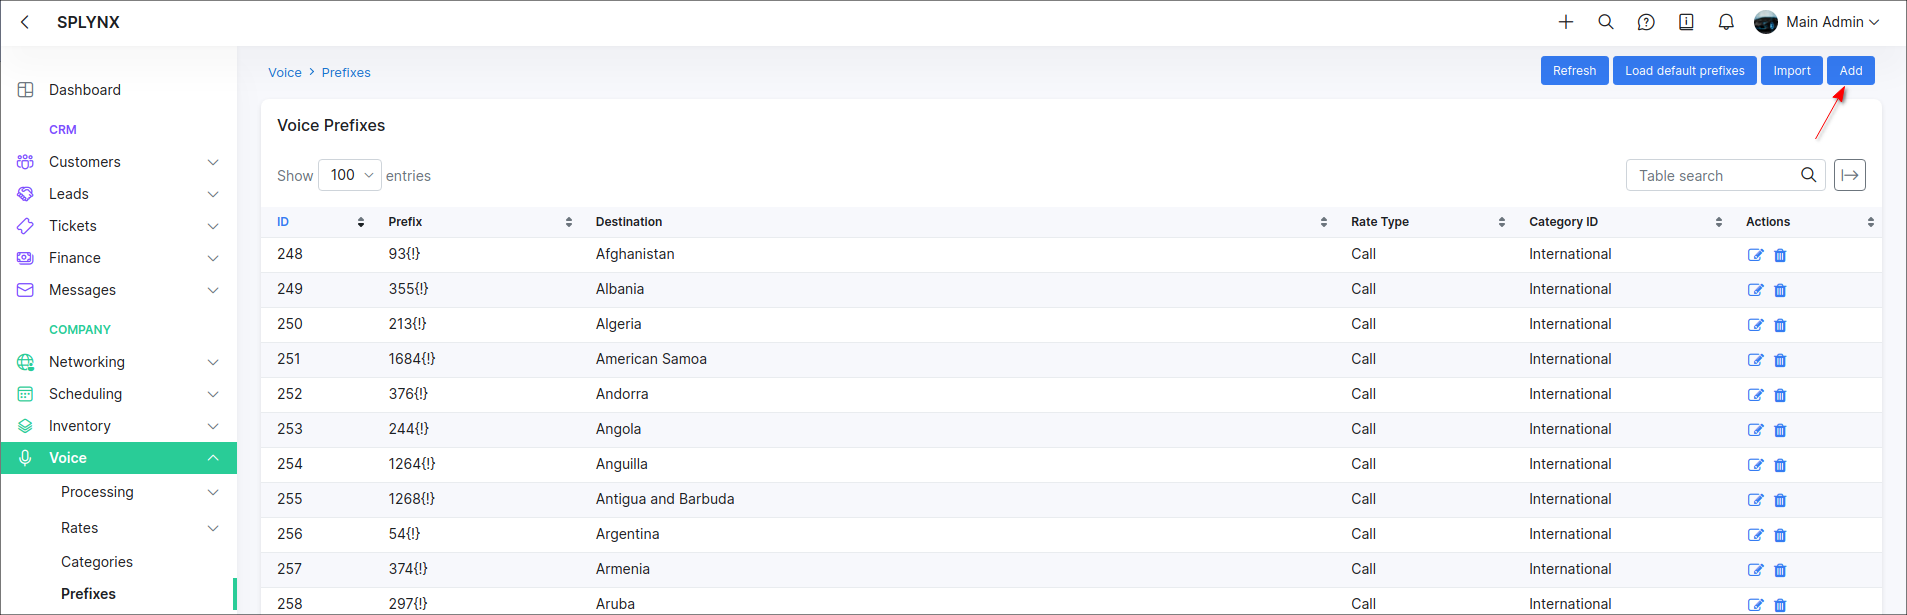 SPLYNX
Main Admin
Dashboard
CRM
Customers
Leads
Tickets
Finance
Messages
COMPANY
Networking
Scheduling
Inventory
Voice
Processing
Rates
Categories
Prefixes
Voice > Prefixes
Refresh Load default prefixes Import Add
Voice Prefixes
Show 100 entries
Table search
ID Prefix Destination Rate Type Category ID Actions
248 93{!} Afghanistan Call International
249 355{!} Albania Call International
250 213{!} Algeria Call International
251 1684{!} American Samoa Call International
252 376{!} Andorra Call International
253 244{!} Angola Call International
254 1264{!} Anguilla Call International
255 1268{!} Antigua and Barbuda Call International
256 54{!} Argentina Call International
257 374{!} Armenia Call International
258 297{!} Aruba Call International